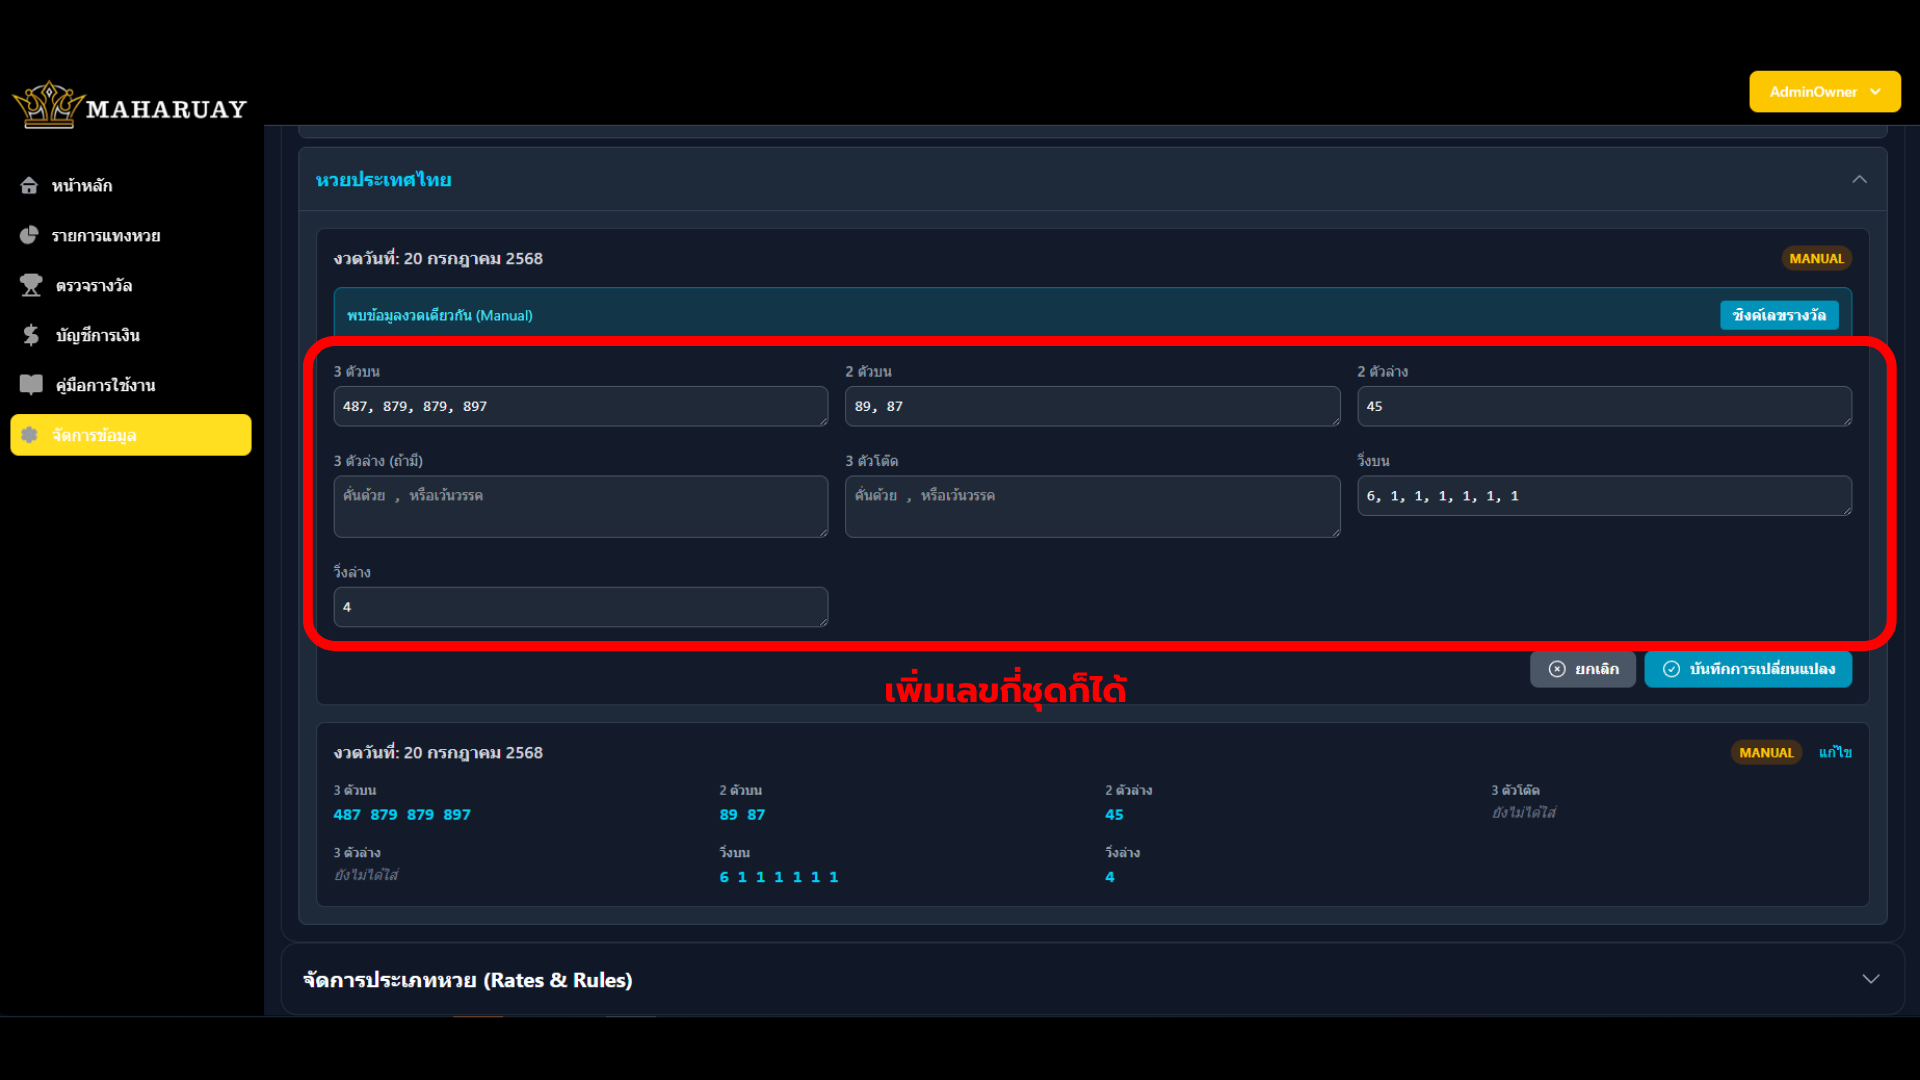 MAHARUAY
AdminOwner
หน้าหลัก
รายการแทงหวย
ตรวจรางวัล
บัญชีการเงิน
คู่มือการใช้งาน
จัดการข้อมูล
หวยประเทศไทย
งวดวันที่: 20 กรกฎาคม 2568
MANUAL
พบข้อมูลงวดเดียวกัน (Manual)
ซิงค์เลขรางวัล
3 ตัวบน
2 ตัวบน
2 ตัวล่าง
487, 879, 879, 897
89, 87
45
3 ตัวล่าง (ถ้ามี)
3 ตัวโต๊ด
วิ่งบน
คั่นด้วย , หรือเว้นวรรค
คั่นด้วย , หรือเว้นวรรค
6, 1, 1, 1, 1, 1, 1
วิ่งล่าง
4
ยกเลิก
บันทึกการเปลี่ยนแปลง
เพิ่มเลขกี่ชุดก็ได้
งวดวันที่: 20 กรกฎาคม 2568
MANUAL
แก้ไข
3 ตัวบน
2 ตัวบน
2 ตัวล่าง
3 ตัวโต๊ด
487 879 879 897
89 87
45
ยังไม่ได้ใส่
3 ตัวล่าง
วิ่งบน
วิ่งล่าง
ยังไม่ได้ใส่
6 1 1 1 1 1 1
4
จัดการประเภทหวย (Rates & Rules)